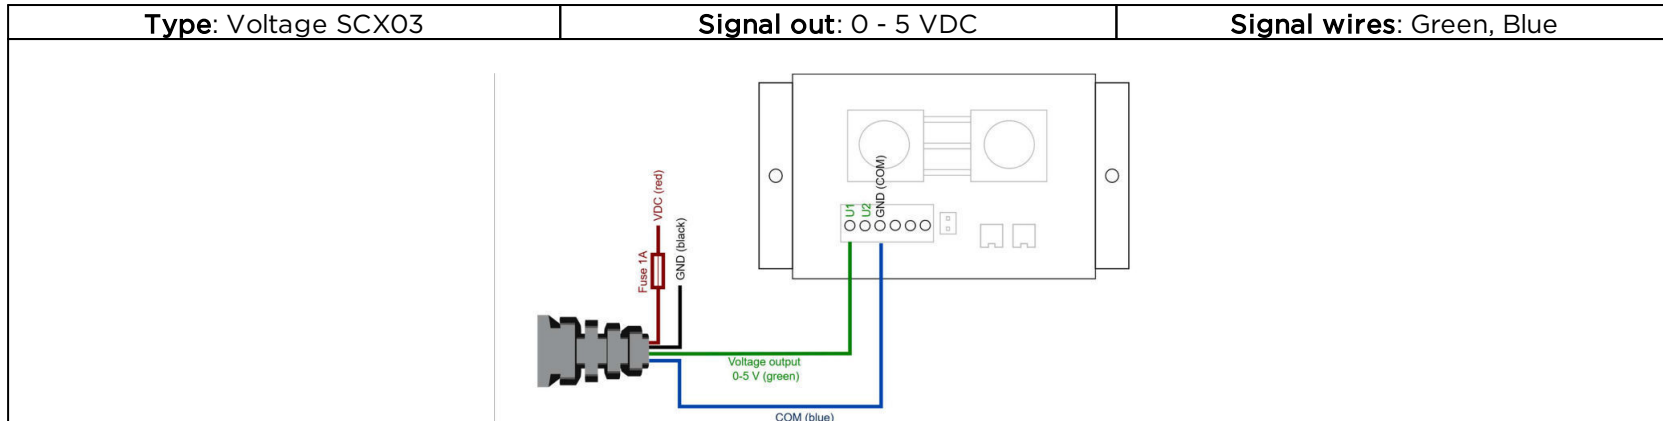 Type: Voltage SCX03
Signal out: 0 - 5 VDC
Signal wires: Green, Blue
VDC (red)
Fuse 1A
GND (black)
U1
U2
GND (COM)
Voltage output
0-5 V (green)
COM (blue)